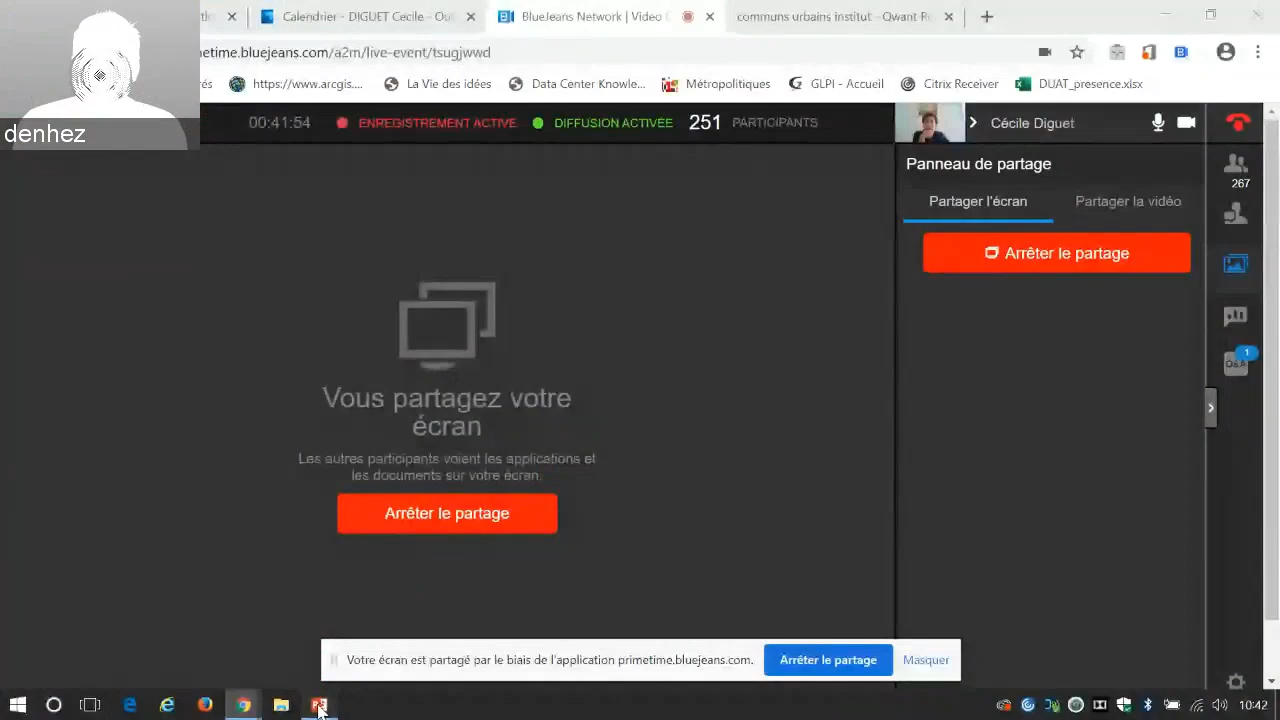 Calendrier - DIGUET Cecile - Out
BlueJeans Network | Video C
communs urbains institut - Qwant R
metime.bluejeans.com/a2m/live-event/tsugjwwd
https://www.arcgis....
La Vie des idées
Data Center Knowle...
Métropolitiques
GLPI - Accueil
Citrix Receiver
DUAT_presence.xlsx
denhez
00:41:54
ENREGISTREMENT ACTIVE
DIFFUSION ACTIVÉE
251 PARTICIPANTS
Cécile Diguet
Panneau de partage
267
Partager l'écran
Partager la vidéo
Arrêter le partage
1
Q&A
Vous partagez votre
écran
Les autres participants voient les applications et
les documents sur votre écran.
Arrêter le partage
Votre écran est partagé par le biais de l'application primetime.bluejeans.com.
Arrêter le partage
Masquer
10:42